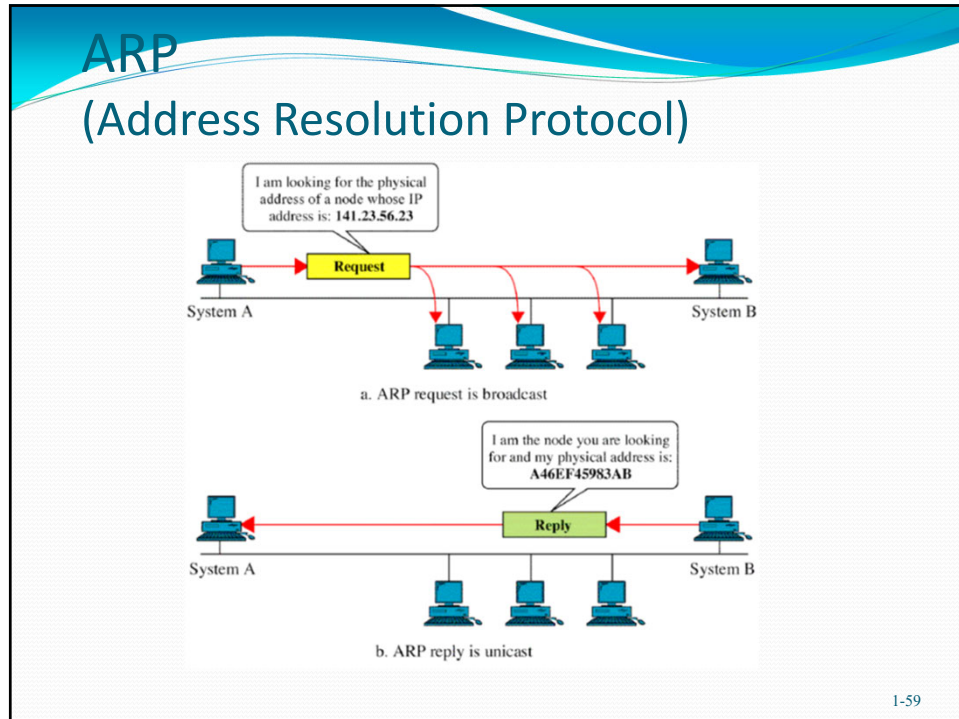 ARP
(Address Resolution Protocol)
I am looking for the physical
address of a node whose IP
address is: 141.23.56.23
Request
System A
System B
a. ARP request is broadcast
I am the node you are looking
for and my physical address is:
A46EF45983AB
Reply
System A
System B
b. ARP reply is unicast
1-59